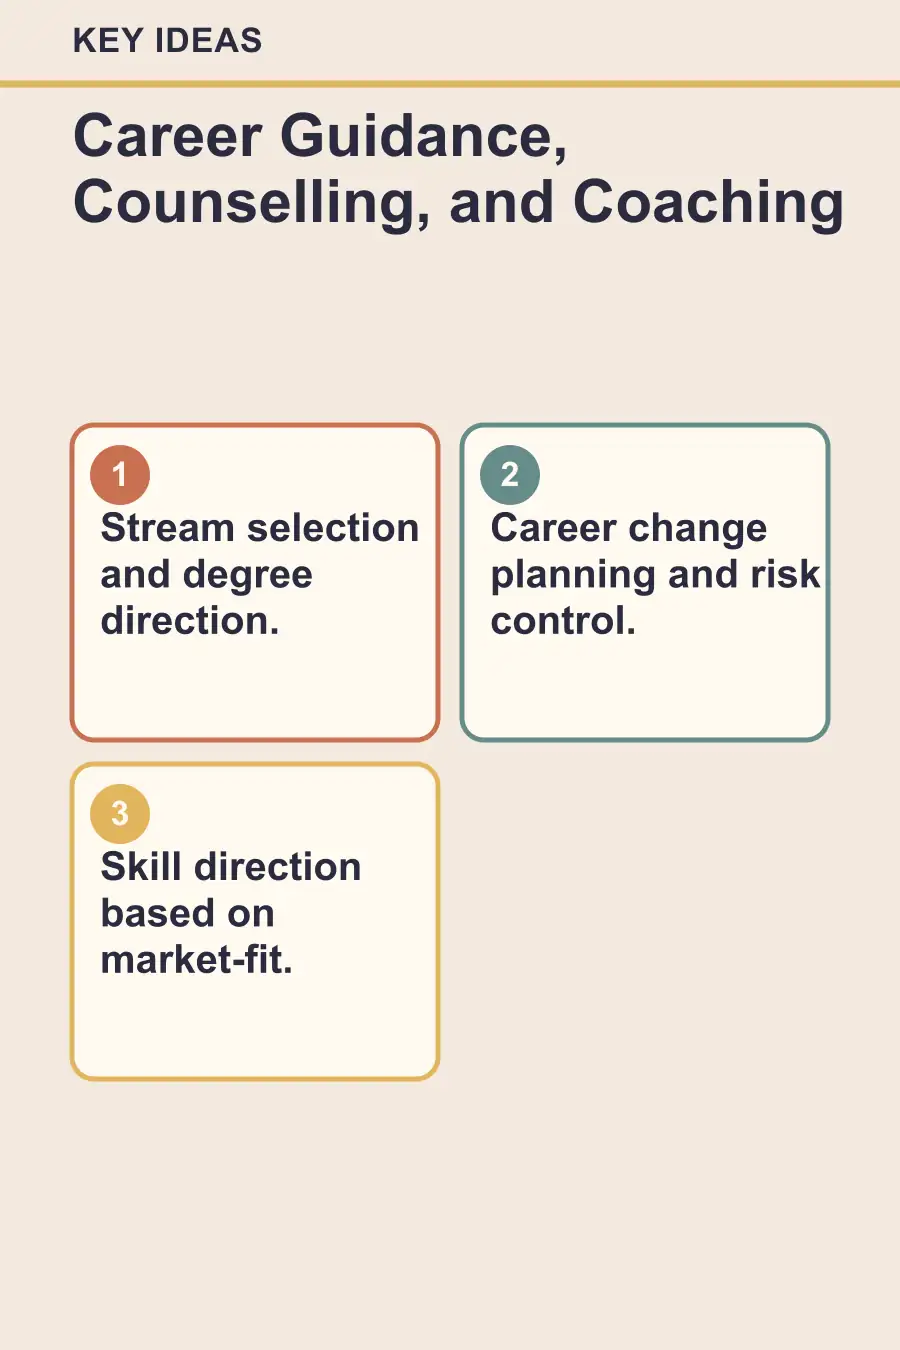 KEY IDEAS
Career Guidance,
Counselling, and Coaching
1
Stream selection
and degree
direction.
2
Career change
planning and risk
control.
3
Skill direction
based on
market-fit.